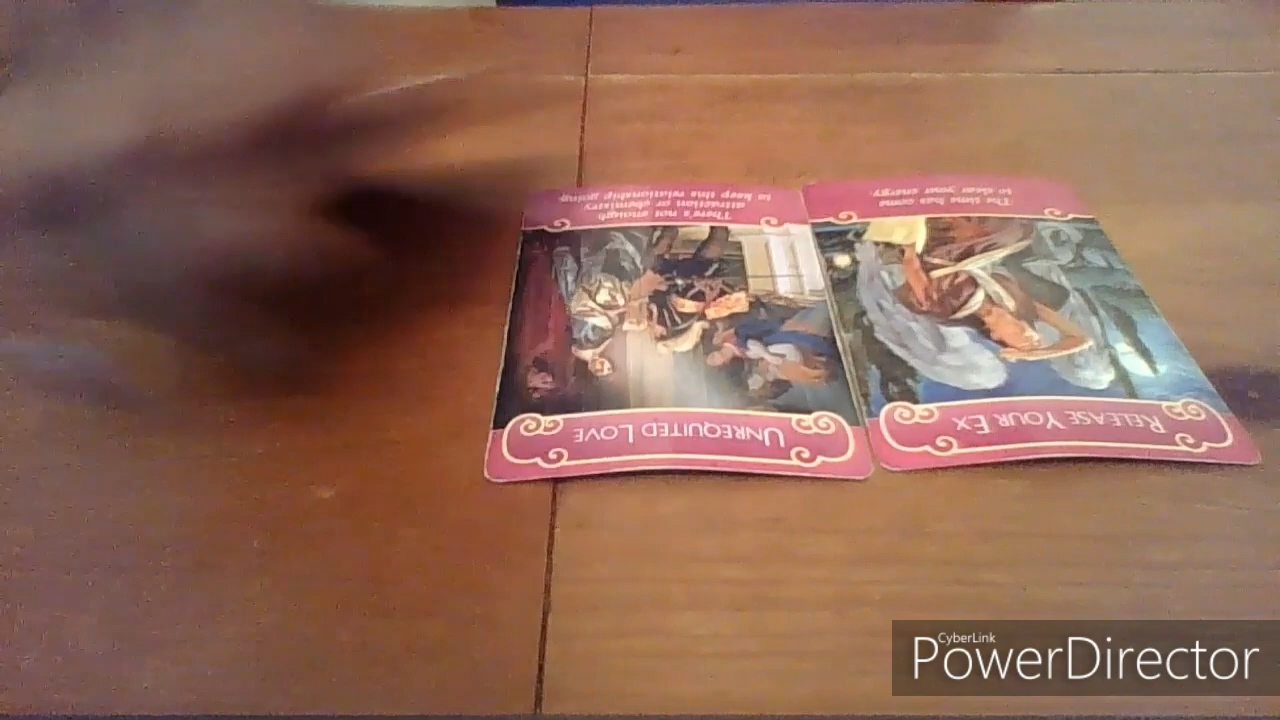 UNREQUITED LOVE
There's not enough
attraction or chemistry
to keep this relationship going.
RELEASE YOUR EX
The time has come
to clear your energy.
CyberLink
PowerDirector